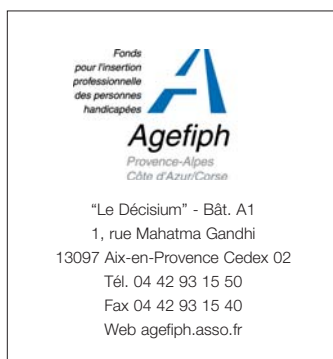 Fonds
pour l'insertion
professionnelle
des personnes
handicapées
Agefiph
Provence-Alpes
Côte d'Azur/Corse
“Le Décisium” - Bât. A1
1, rue Mahatma Gandhi
13097 Aix-en-Provence Cedex 02
Tél. 04 42 93 15 50
Fax 04 42 93 15 40
Web agefiph.asso.fr